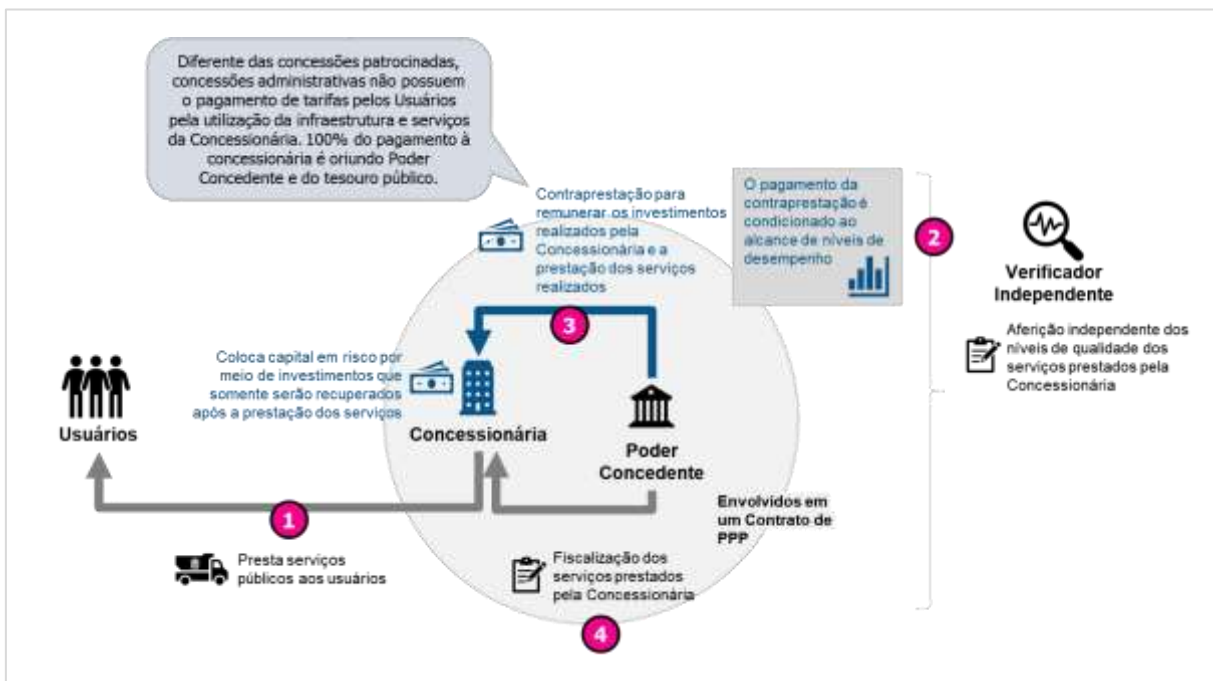 Diferente das concessões patrocinadas,
concessões administrativas não possuem
o pagamento de tarifas pelos Usuários
pela utilização da infraestrutura e serviços
da Concessionária. 100% do pagamento à
concessionária é oriundo Poder
Concedente e do tesouro público.
Contraprestação para
remunerar os investimentos
realizados pela
Concessionária e a
prestação dos serviços
realizados
O pagamento da
contraprestação é
condicionado ao
alcance de níveis de
desempenho
2
Verificador
Independente
Aferição independente dos
níveis de qualidade dos
serviços prestados pela
Concessionária
3
Coloca capital em risco por
meio de investimentos que
somente serão recuperados
após a prestação dos serviços
Usuários
Concessionária
Poder
Concedente
Envolvidos em
um Contrato de
PPP
1
Presta serviços
públicos aos usuários
Fiscalização dos
serviços prestados
pela Concessionária
4